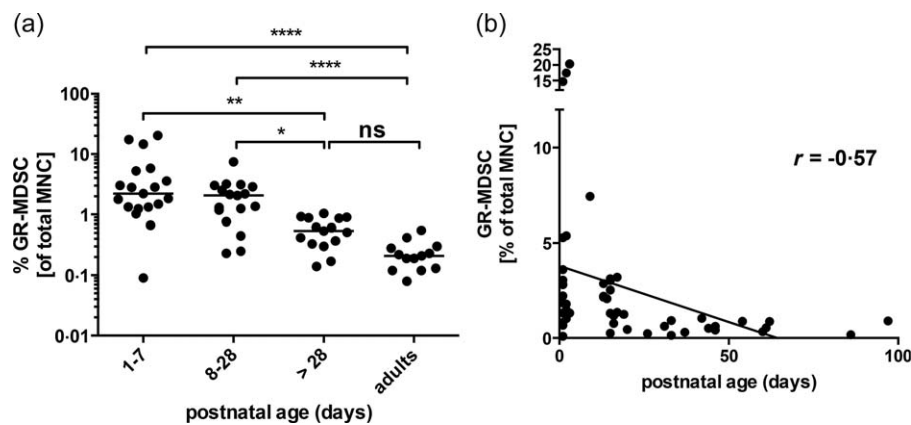 (a)
****
****
**
*
ns
% GR-MDSC
[of total MNC]
100
10
1
0·1
0·01
1-7
8-28
> 28
adults
postnatal age (days)
(b)
GR-MDSC
[% of total MNC]
25
20
15
10
5
0
r = -0·57
0
50
100
postnatal age (days)